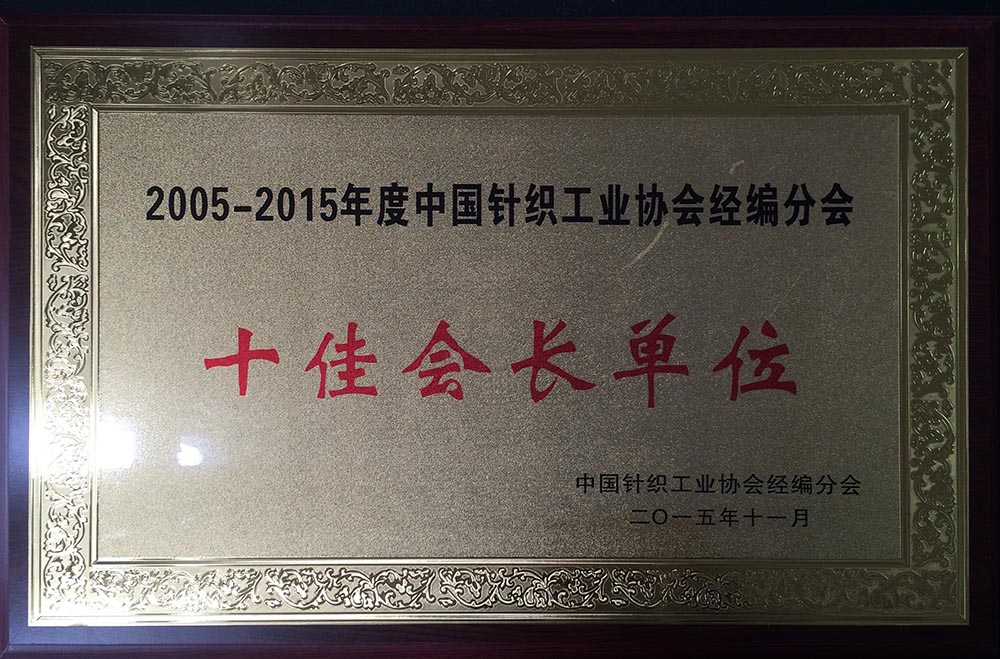 2005-2015年度中国针织工业协会经编分会
十佳会长单位
中国针织工业协会经编分会
二〇一五年十一月